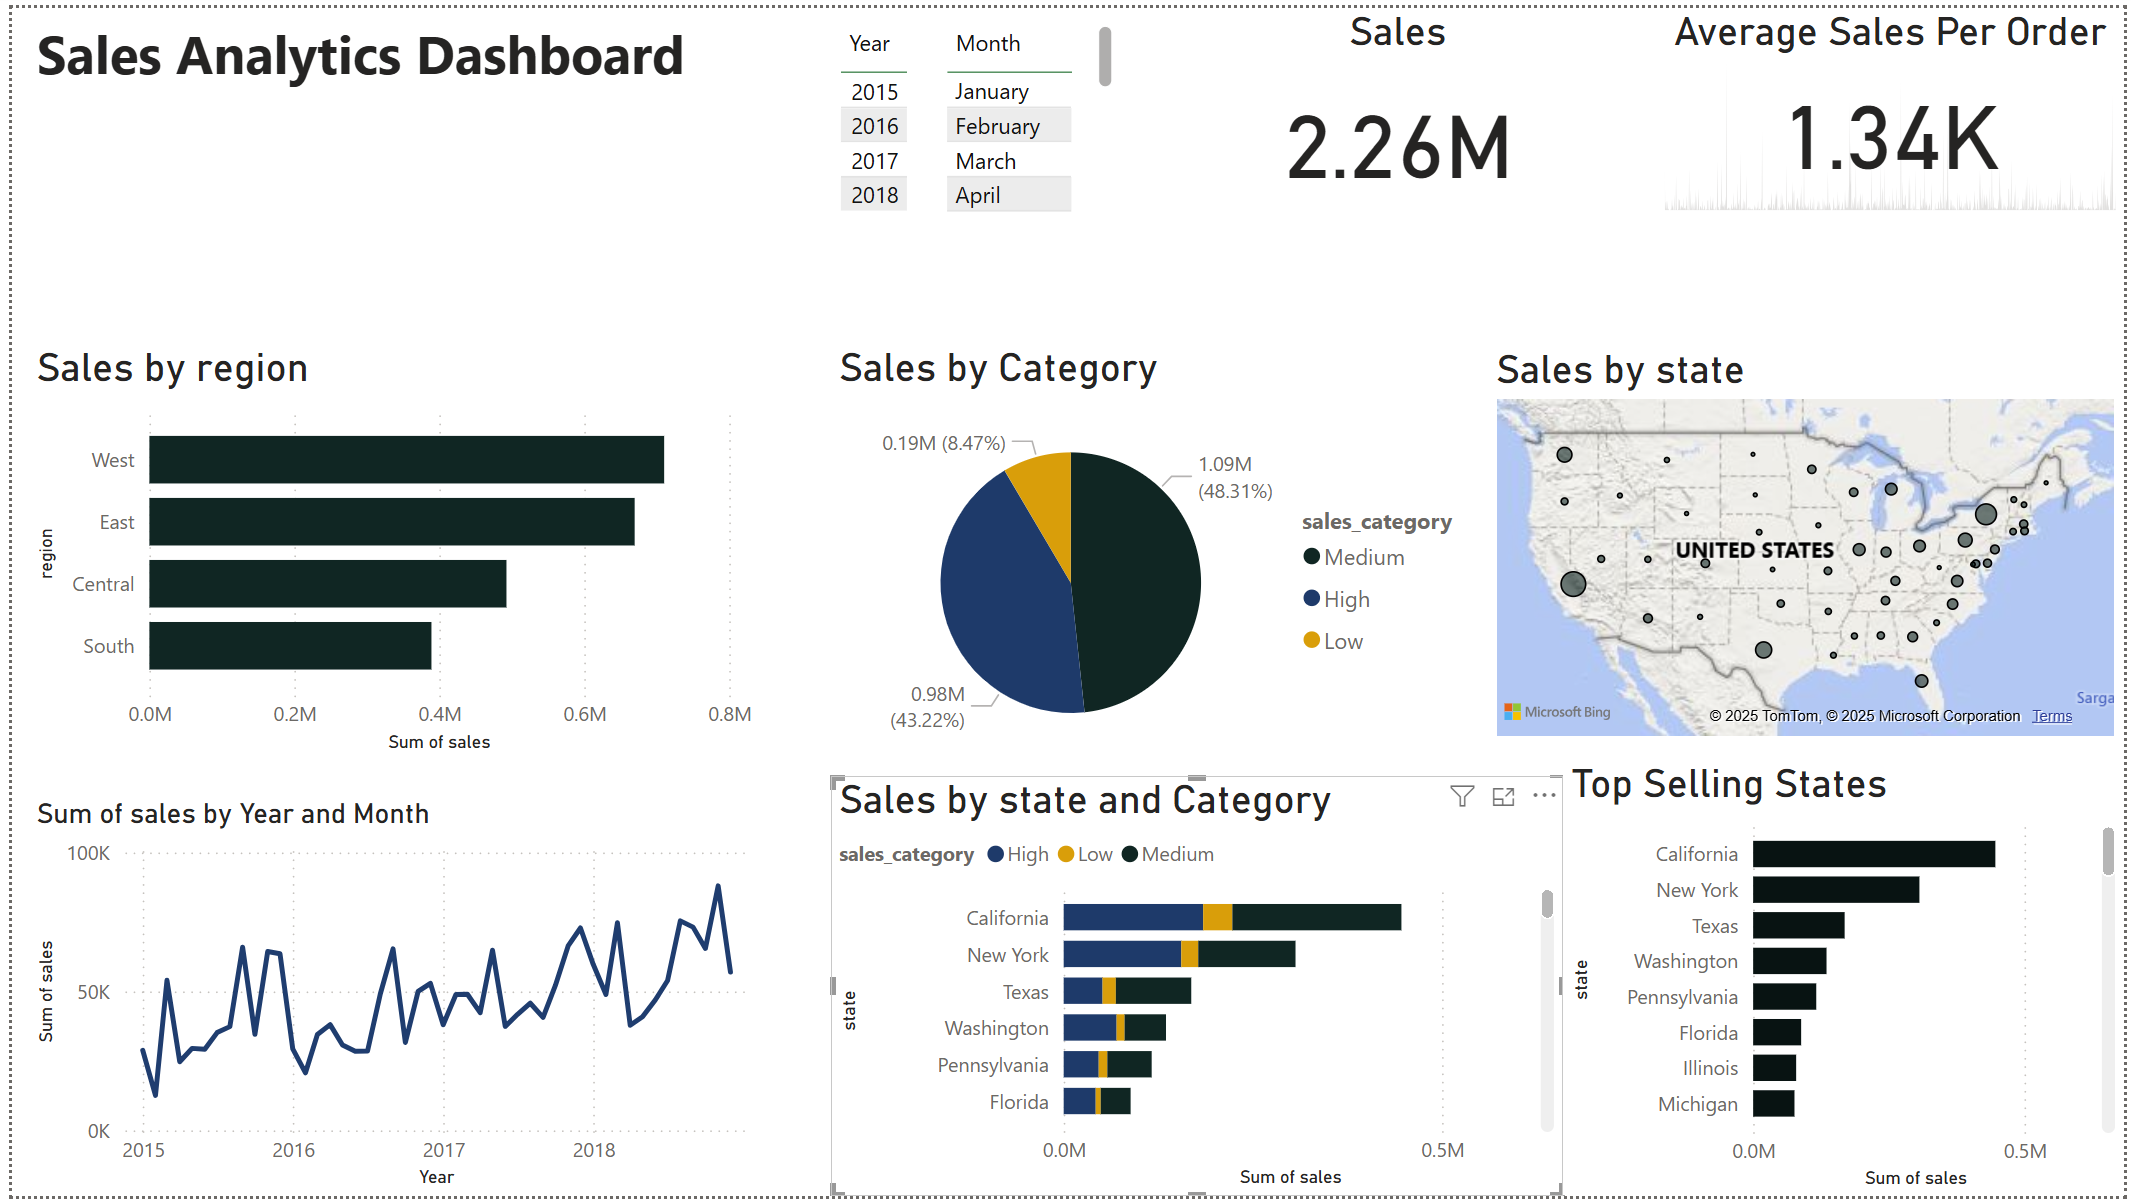 Sales Analytics Dashboard
Year
2015
2016
2017
2018
Month
January
February
March
April
Sales
2.26M
Average Sales Per Order
1.34K
Sales by region
region
West
East
Central
South
0.0M 0.2M 0.4M 0.6M 0.8M
Sum of sales
Sales by Category
0.19M (8.47%)
1.09M
(48.31%)
0.98M
(43.22%)
sales_category
Medium
High
Low
Sales by state
UNITED STATES
Sarga
Microsoft Bing
© 2025 TomTom, © 2025 Microsoft Corporation Terms
Sum of sales by Year and Month
Sum of sales
100K
50K
0K
2015 2016 2017 2018
Year
Sales by state and Category
sales_category High Low Medium
state
California
New York
Texas
Washington
Pennsylvania
Florida
0.0M 0.5M
Sum of sales
Top Selling States
state
California
New York
Texas
Washington
Pennsylvania
Florida
Illinois
Michigan
0.0M 0.5M
Sum of sales